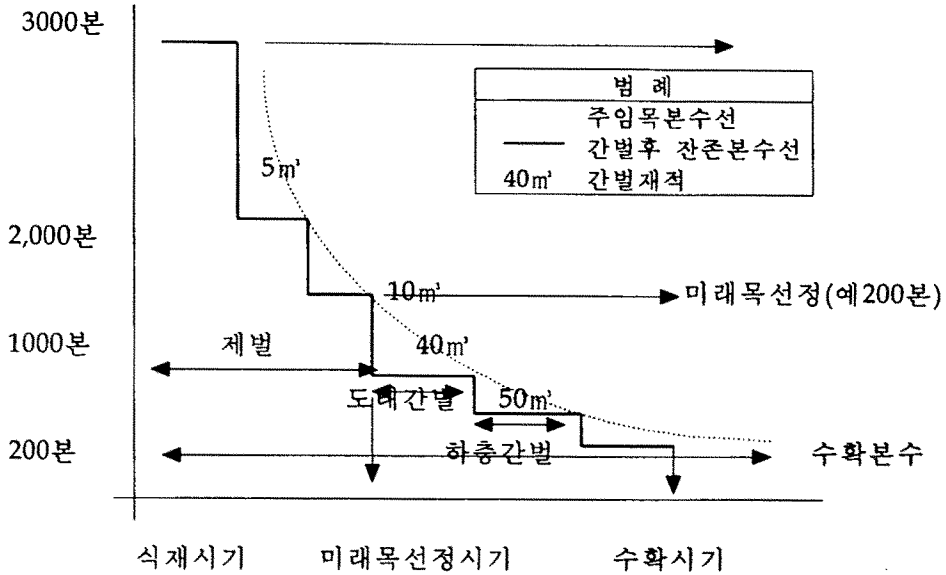 3000본
범 례
주임목본수선
간벌후 잔존본수선
40㎥ 간벌재적
5㎥
2,000본
10㎥
미래목선정(예200본)
1000본
제벌
40㎥
도태간벌
50㎥
200본
하층간벌
수확본수
식재시기 미래목선정시기 수확시기